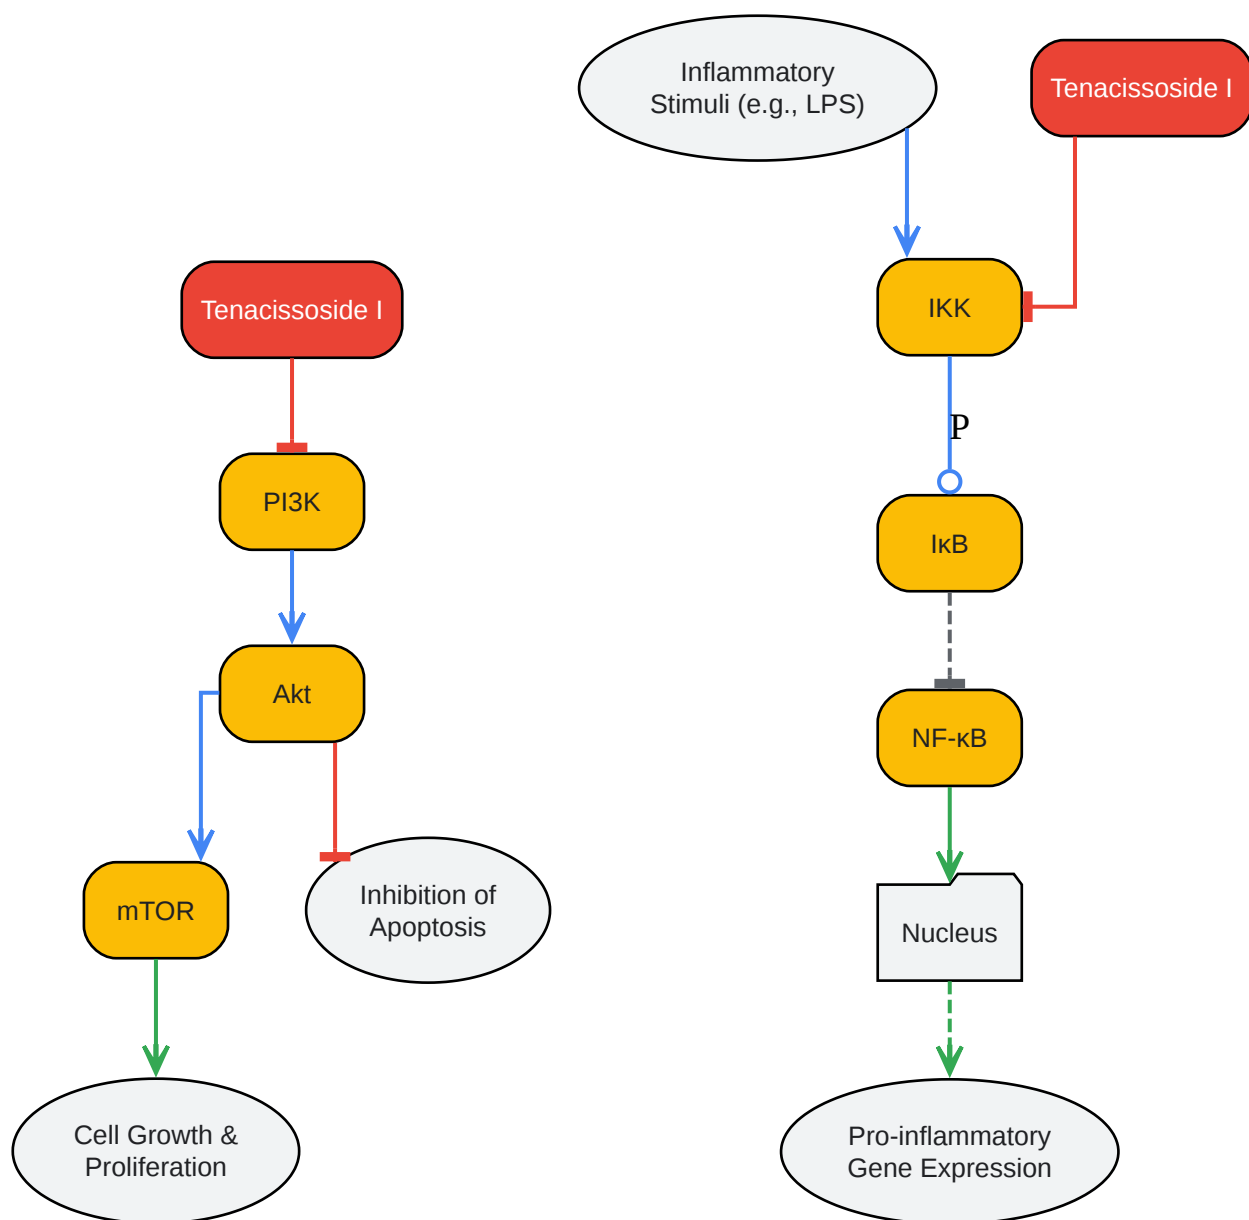 Tenacissoside I
PI3K
Akt
mTOR
Inhibition of
Apoptosis
Cell Growth &
Proliferation
Inflammatory
Stimuli (e.g., LPS)
Tenacissoside I
IKK
P
IκB
NF-κB
Nucleus
Pro-inflammatory
Gene Expression